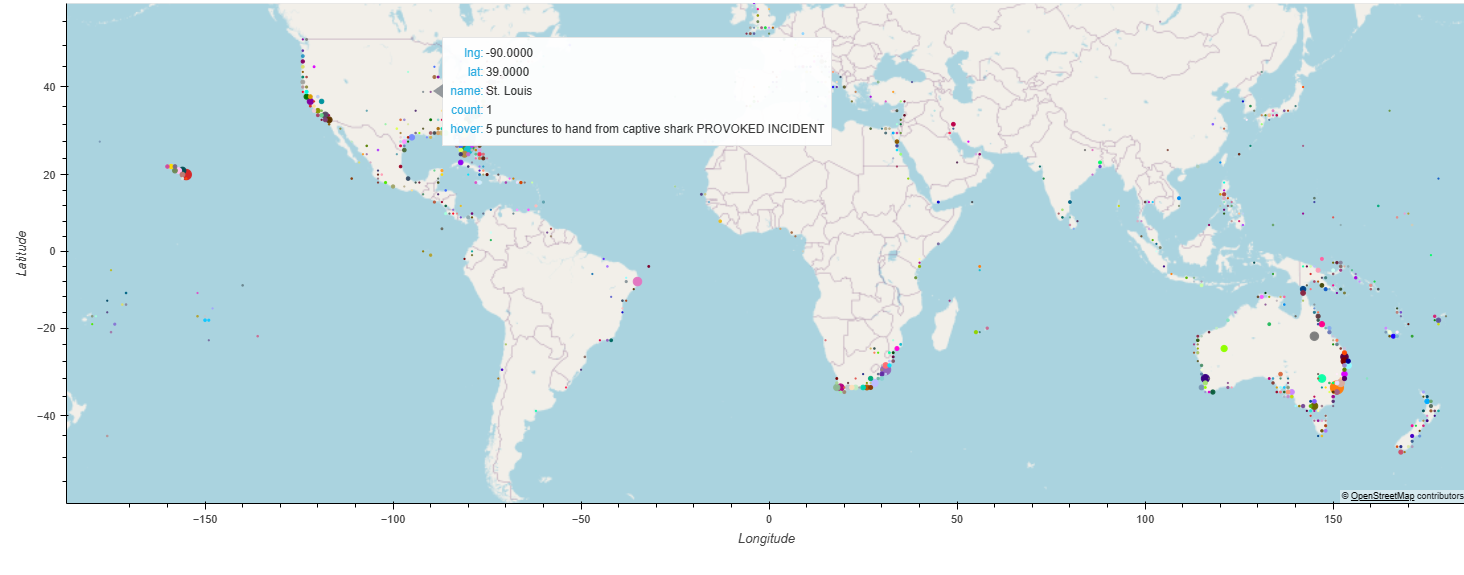 lng: -90.0000
lat: 39.0000
name: St. Louis
count: 1
hover: 5 punctures to hand from captive shark PROVOKED INCIDENT
Latitude
40
20
0
−20
−40
© OpenStreetMap contributors
−150
−100
−50
0
50
100
150
Longitude